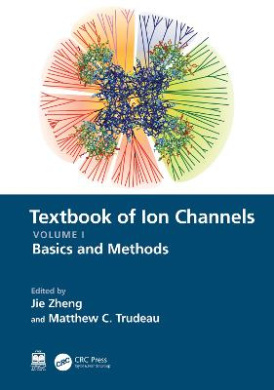 Textbook of Ion Channels
VOLUME I
Basics and Methods
Edited by
Jie Zheng
and Matthew C. Trudeau
CRC Press